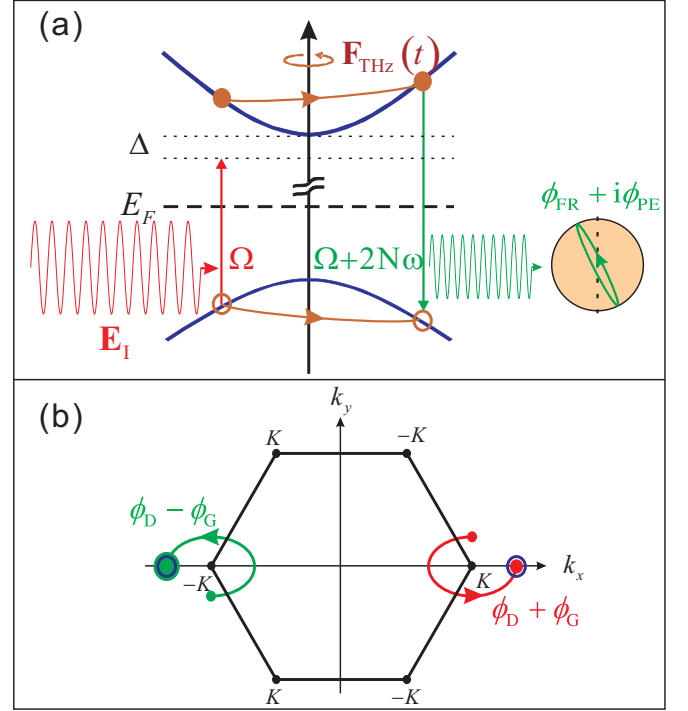 (a)
F_THz (t)
Δ
E_F
ϕ_FR + iϕ_PE
Ω
Ω+2Nω
E_I
(b)
k_y
K
−K
ϕ_D − ϕ_G
−K
K
k_x
ϕ_D + ϕ_G
K
−K